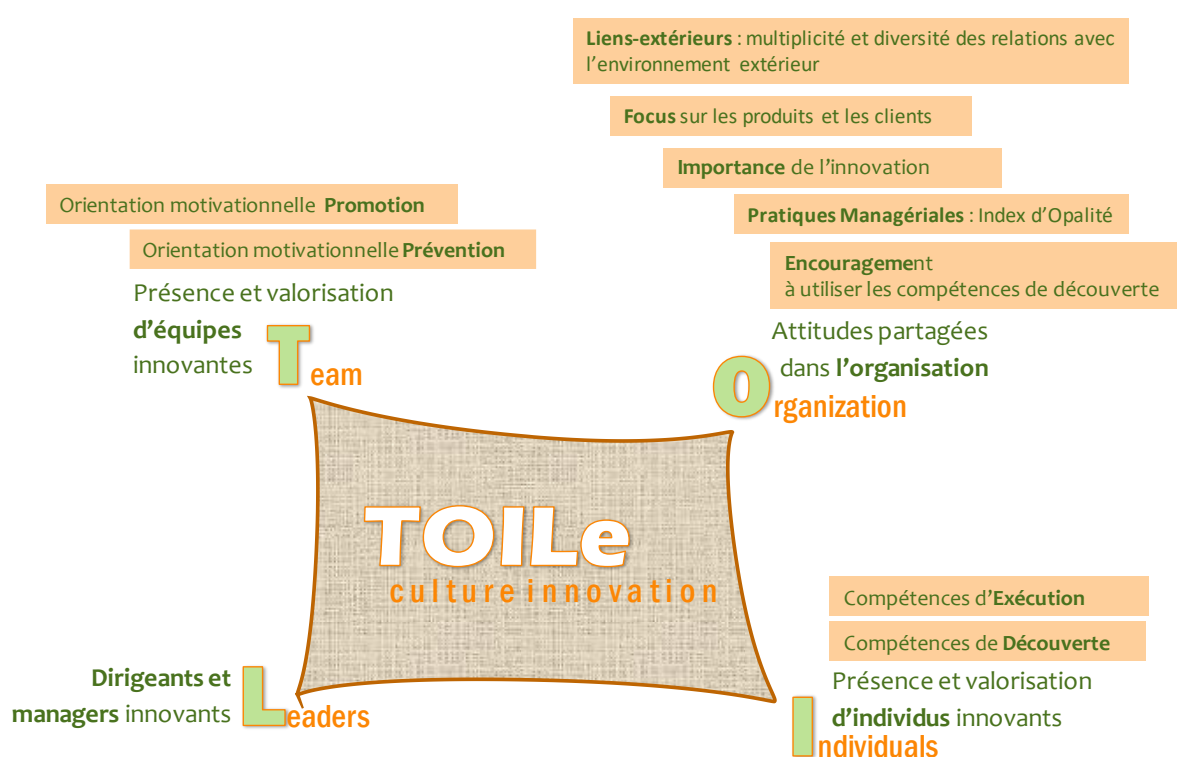 Liens-extérieurs : multiplicité et diversité des relations avec
l’environnement extérieur
Focus sur les produits et les clients
Importance de l’innovation
Pratiques Managériales : Index d’Opalité
Encouragement
à utiliser les compétences de découverte
Attitudes partagées
dans l’organisation
Organization
Orientation motivationnelle Promotion
Orientation motivationnelle Prévention
Présence et valorisation
d’équipes
innovantes
Team
TOILe
culture innovation
Dirigeants et
managers innovants
Leaders
Compétences d’Exécution
Compétences de Découverte
Présence et valorisation
d’individus innovants
Individuals